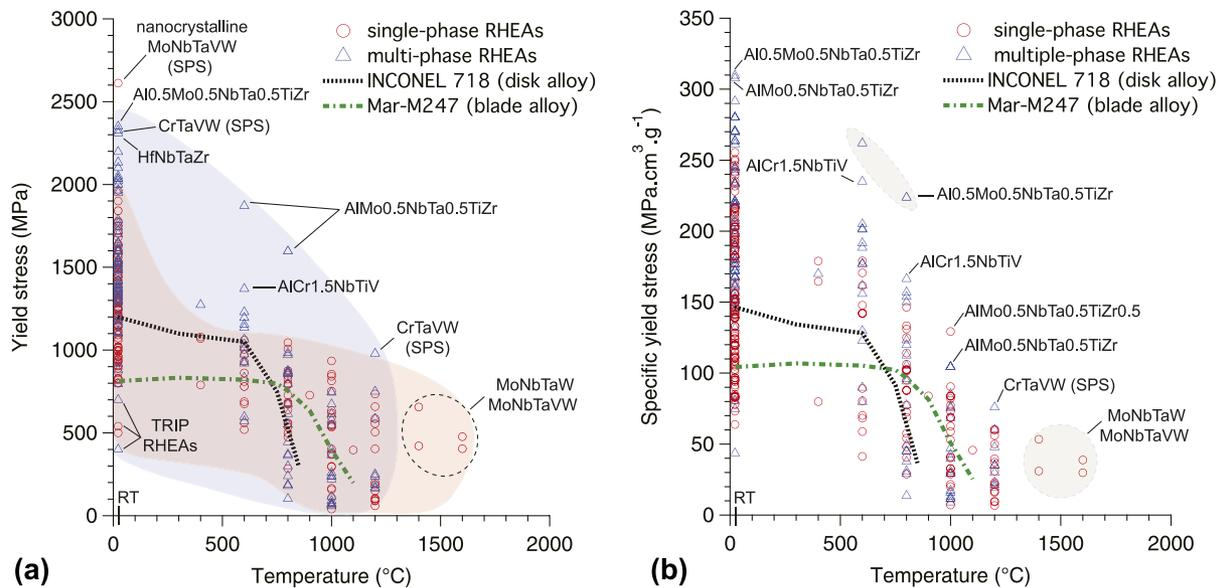 (a)
3000
2500
2000
1500
1000
500
0
Yield stress (MPa)
nanocrystalline
MoNbTaVW
(SPS)
Al0.5Mo0.5NbTa0.5TiZr
CrTaVW (SPS)
HfNbTaZr
single-phase RHEAs
multi-phase RHEAs
INCONEL 718 (disk alloy)
Mar-M247 (blade alloy)
AlMo0.5NbTa0.5TiZr
AlCr1.5NbTiV
CrTaVW
(SPS)
MoNbTaW
MoNbTaVW
TRIP
RHEAs
RT
0
500
1000
1500
2000
Temperature (°C)
(b)
350
300
250
200
150
100
50
0
Specific yield stress (MPa.cm3.g-1)
single-phase RHEAs
multiple-phase RHEAs
INCONEL 718 (disk alloy)
Mar-M247 (blade alloy)
Al0.5Mo0.5NbTa0.5TiZr
AlMo0.5NbTa0.5TiZr
AlCr1.5NbTiV
Al0.5Mo0.5NbTa0.5TiZr
AlCr1.5NbTiV
AlMo0.5NbTa0.5TiZr0.5
AlMo0.5NbTa0.5TiZr
CrTaVW (SPS)
MoNbTaW
MoNbTaVW
RT
0
500
1000
1500
2000
Temperature (°C)